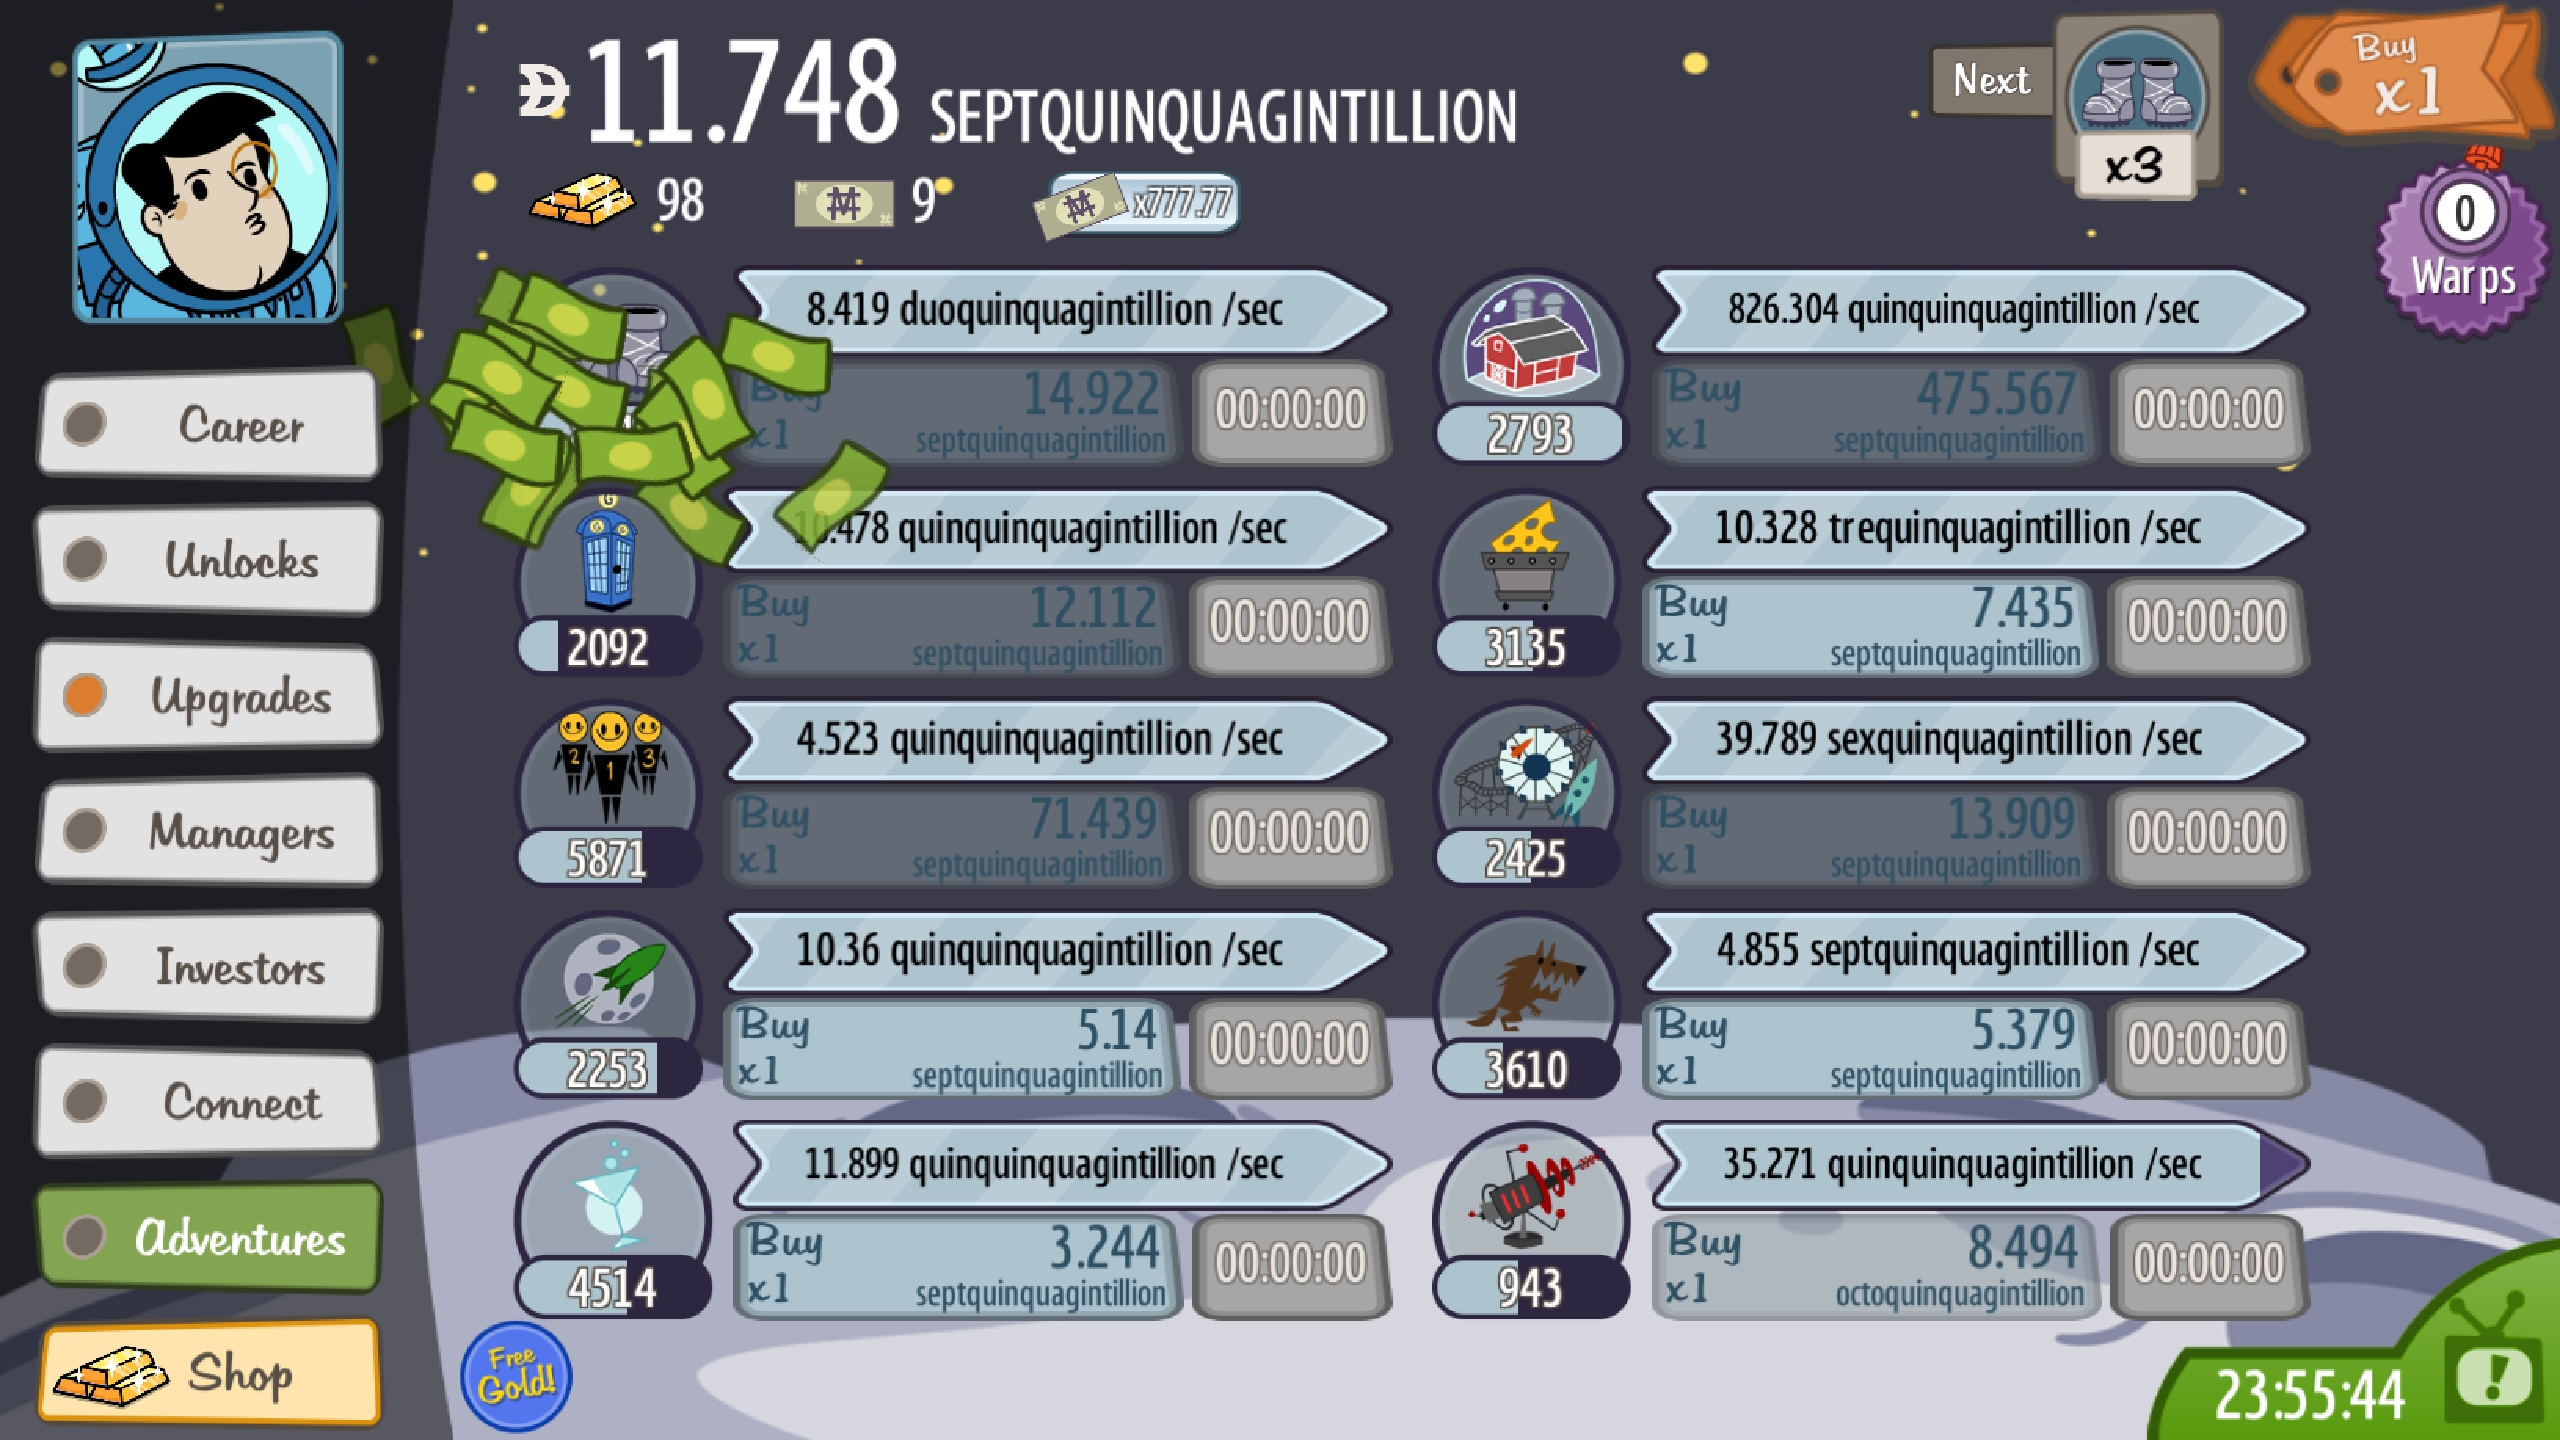 11.748 SEPTQUINQUAGINTILLION
98
9
x777.77
Next
x3
Buy
x1
0
Warps
Career
Unlocks
Upgrades
Managers
Investors
Connect
Adventures
Shop
8.419 duoquinquagintillion /sec
Buy 14.922
x1 septquinquagintillion
00:00:00
826.304 quinquinquagintillion /sec
2793
Buy 475.567
x1 septquinquagintillion
00:00:00
10.478 quinquinquagintillion /sec
G
G G
2092
Buy 12.112
x1 septquinquagintillion
00:00:00
10.328 trequinquagintillion /sec
3135
Buy 7.435
x1 septquinquagintillion
00:00:00
4.523 quinquinquagintillion /sec
2 1 3
5871
Buy 71.439
x1 septquinquagintillion
00:00:00
39.789 sexquinquagintillion /sec
2425
Buy 13.909
x1 septquinquagintillion
00:00:00
10.36 quinquinquagintillion /sec
2253
Buy 5.14
x1 septquinquagintillion
00:00:00
4.855 septquinquagintillion /sec
3610
Buy 5.379
x1 septquinquagintillion
00:00:00
11.899 quinquinquagintillion /sec
4514
Buy 3.244
x1 septquinquagintillion
00:00:00
35.271 quinquinquagintillion /sec
943
Buy 8.494
x1 octoquinquagintillion
00:00:00
Free
Gold!
23:55:44
!